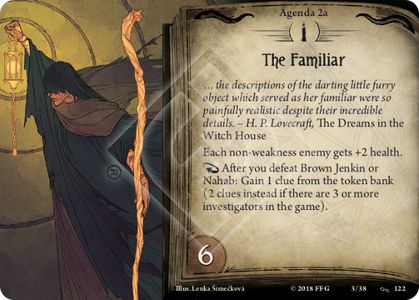 Agenda 2a
The Familiar
... the descriptions of the darting little furry
object which served as her familiar were so
painfully realistic despite their incredible
details. – H. P. Lovecraft, The Dreams in the
Witch House
Each non-weakness enemy gets +2 health.
After you defeat Brown Jenkin or
Nahab: Gain 1 clue from the token bank
(2 clues instead if there are 3 or more
investigators in the game).
6
Illus. Lenka Šimečková
© 2018 FFG
3/38
122